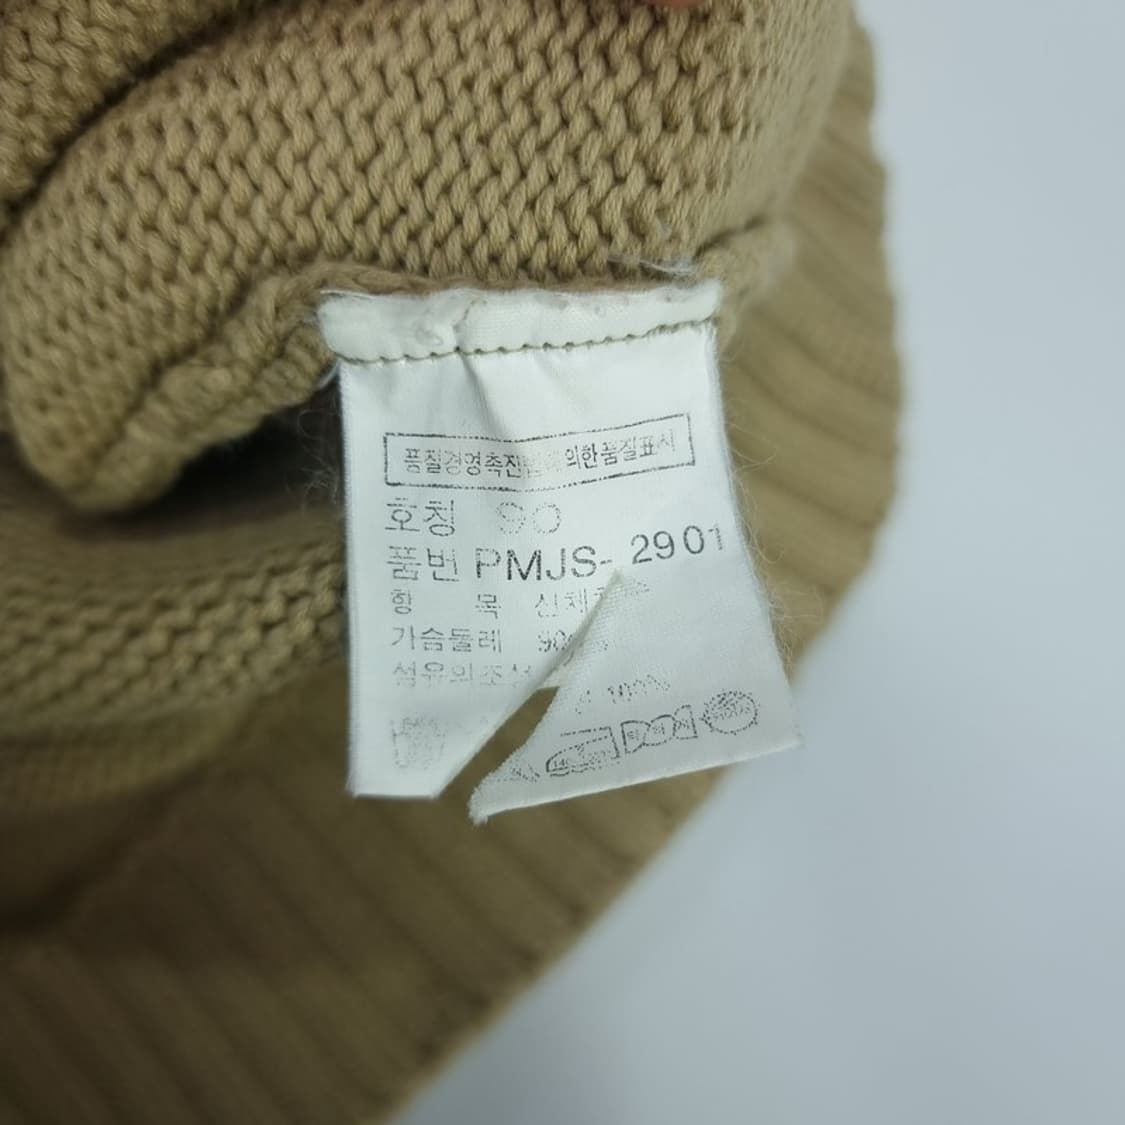 품질경영촉진법에 의한 품질표시
호칭 90
품번 PMJS- 2901
항 목 신체치수
가슴둘레 90
섬유의조성
100%